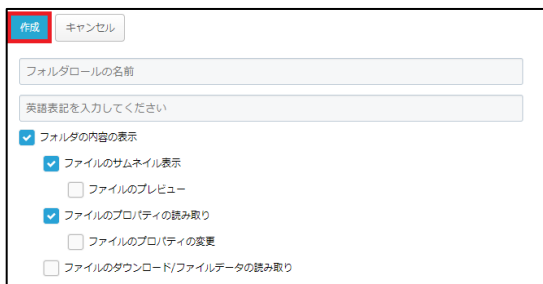 作成 キャンセル
フォルダロールの名前
英語表記を入力してください
フォルダの内容の表示
ファイルのサムネイル表示
ファイルのプレビュー
ファイルのプロパティの読み取り
ファイルのプロパティの変更
ファイルのダウンロード/ファイルデータの読み取り